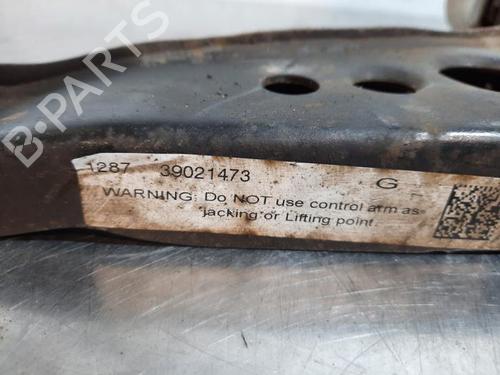 B-PARTS
1287 39021473 G
WARNING: Do NOT use control arm as
jacking or Lifting point.